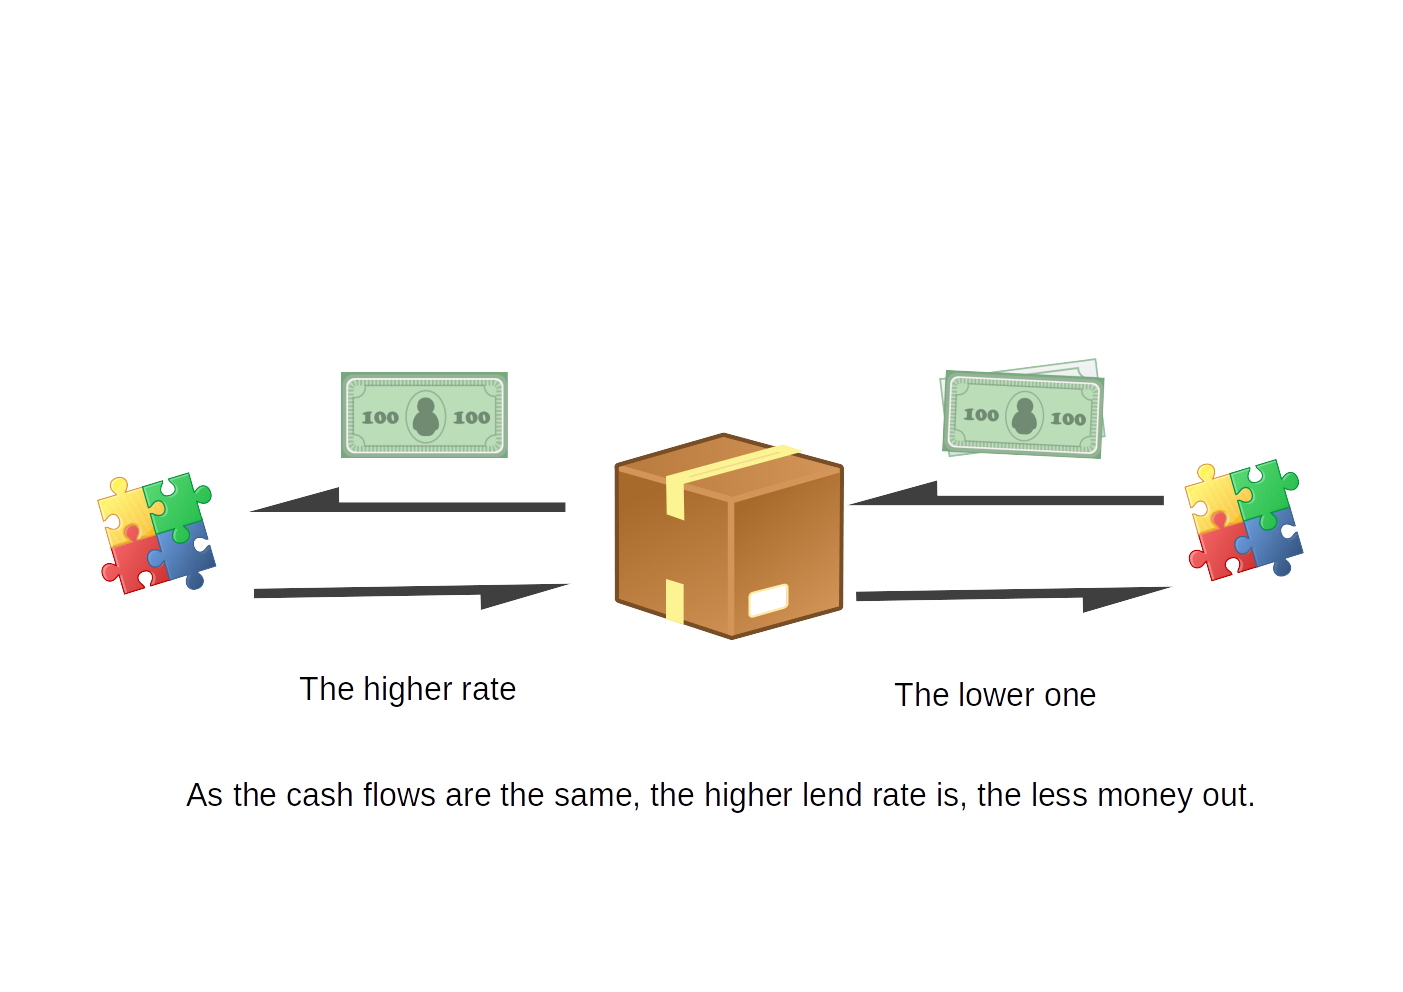 100 100
100 100
The higher rate
The lower one
As the cash flows are the same, the higher lend rate is, the less money out.